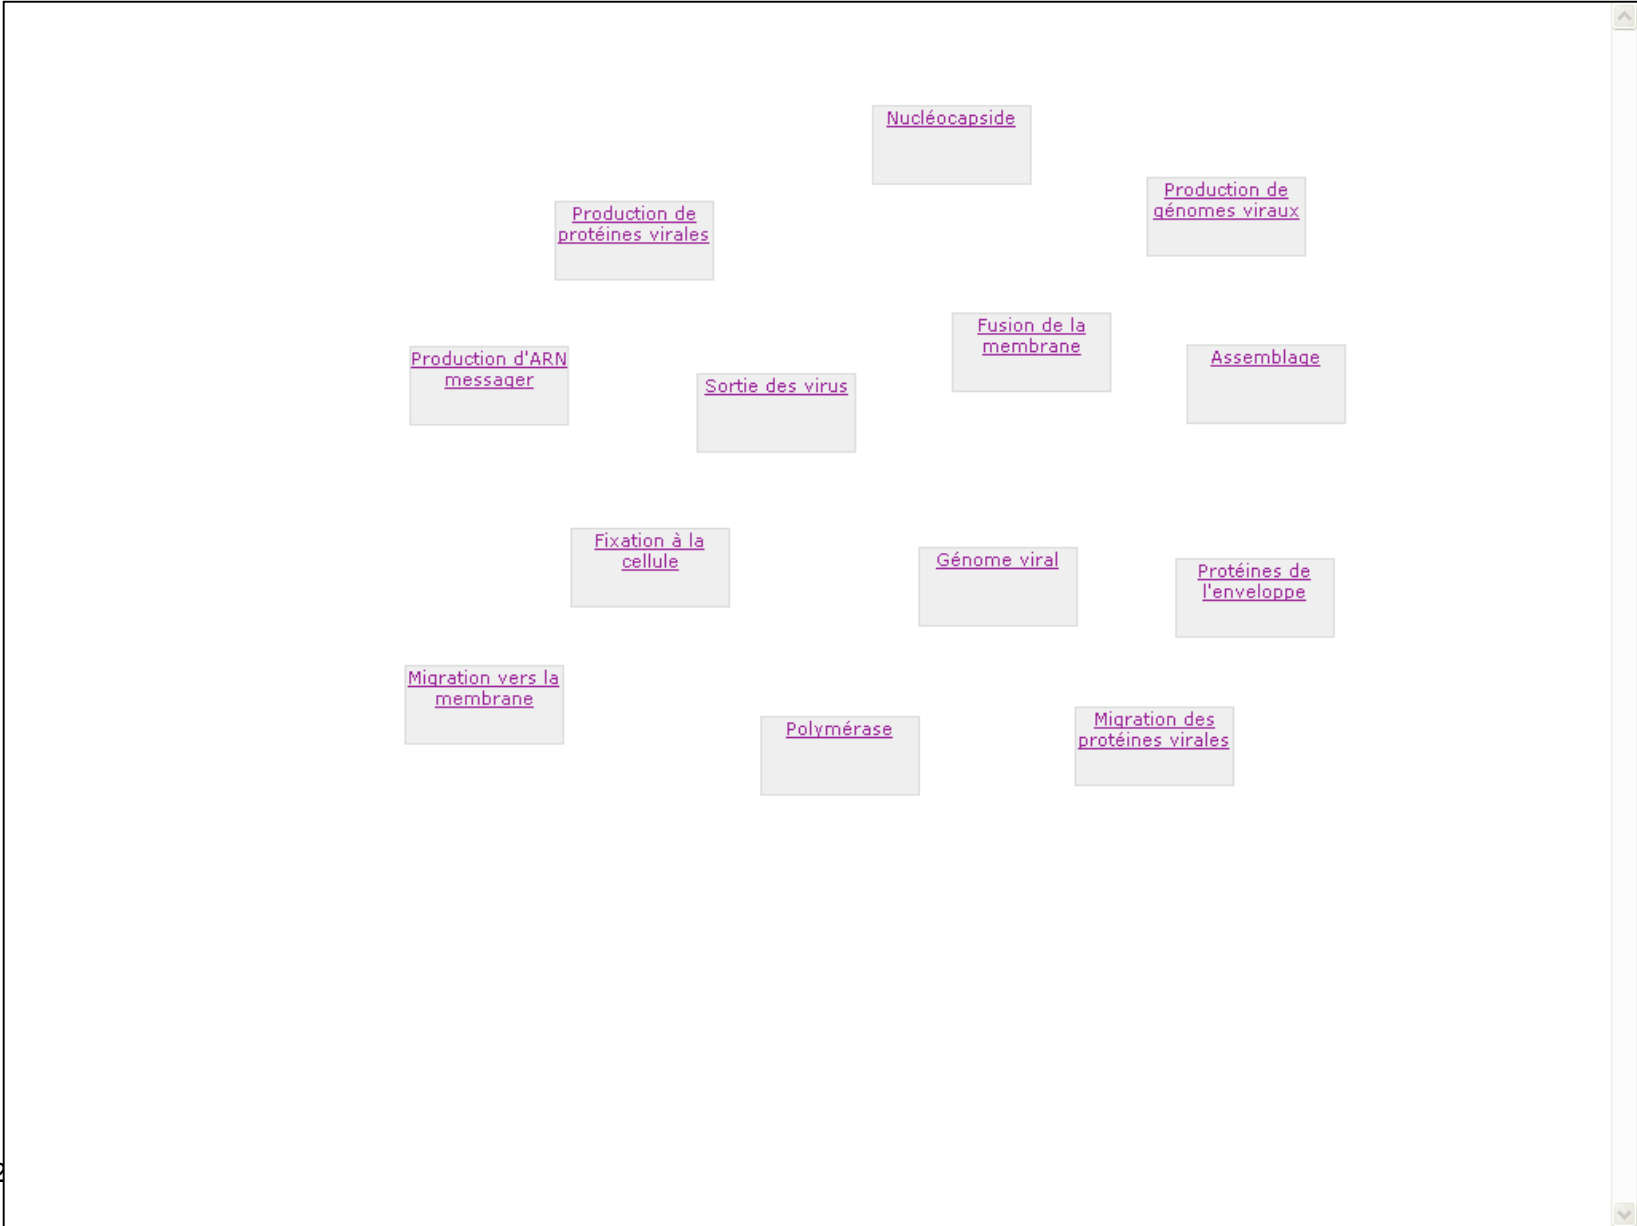 Nucléocapside
Production de
génomes viraux
Production de
protéines virales
Fusion de la
membrane
Production d'ARN
messager
Assemblage
Sortie des virus
Fixation à la
cellule
Génome viral
Protéines de
l'enveloppe
Migration vers la
membrane
Polymérase
Migration des
protéines virales